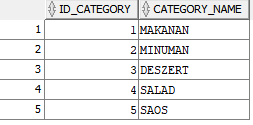 ID_CATEGORY CATEGORY_NAME
1 1 MAKANAN
2 2 MINUMAN
3 3 DESZERT
4 4 SALAD
5 5 SAOS